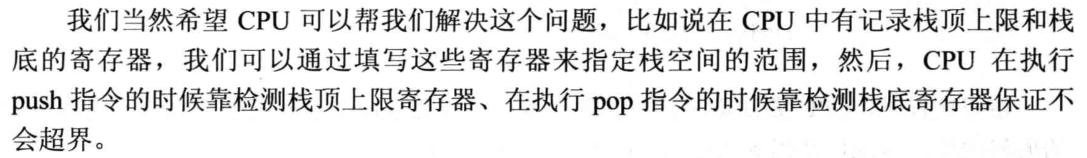 我们当然希望 CPU 可以帮我们解决这个问题，比如说在 CPU 中有记录栈顶上限和栈
底的寄存器，我们可以通过填写这些寄存器来指定栈空间的范围，然后，CPU 在执行
push 指令的时候靠检测栈顶上限寄存器、在执行 pop 指令的时候靠检测栈底寄存器保证不
会超界。